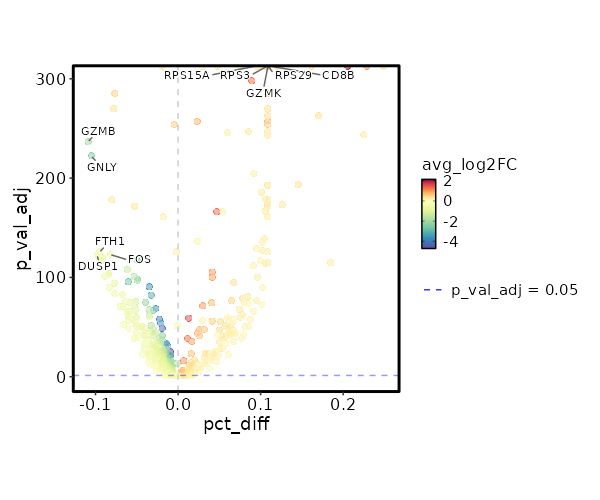 RPS15A RPS3 RPS29 CD8B
GZMK
GZMB
GNLY
FTH1
FOS
DUSP1
300
200
100
0
p_val_adj
-0.1 0.0 0.1 0.2
pct_diff
avg_log2FC
2
0
-2
-4
p_val_adj = 0.05